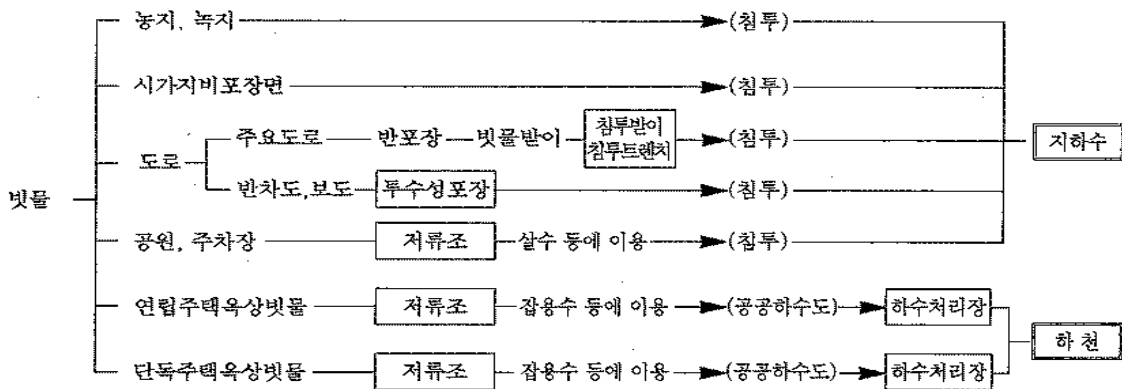 농지, 녹지 (침투)
시가지비포장면 (침투)
주요도로 반포장 빗물받이 침투받이 (침투)
침투트렌치
지하수
도로
반차도,보도 투수성포장 (침투)
빗물
공원, 주차장 저류조 살수 등에 이용 (침투)
연립주택옥상빗물 저류조 잡용수 등에 이용 (공공하수도) 하수처리장
하천
단독주택옥상빗물 저류조 잡용수 등에 이용 (공공하수도) 하수처리장